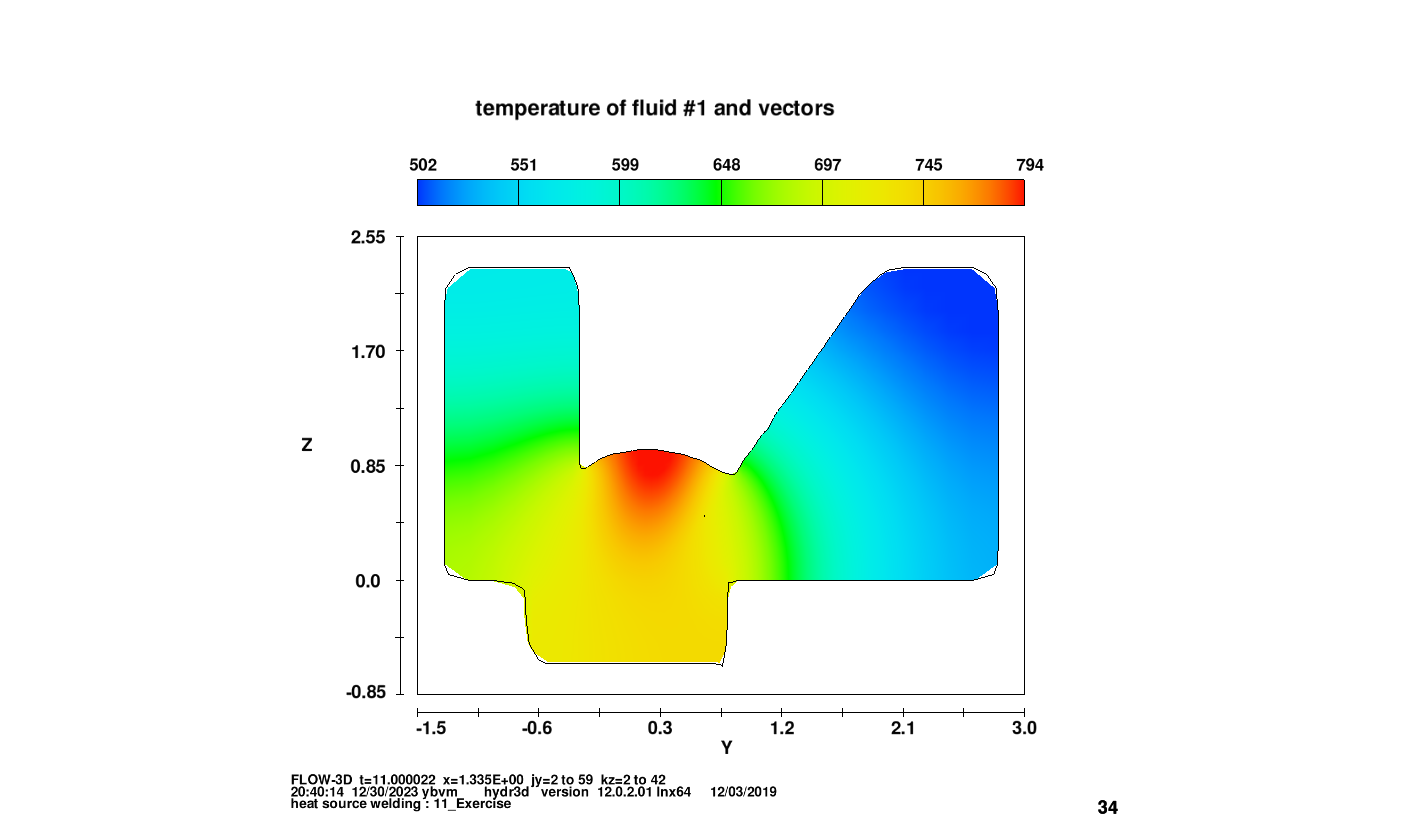 temperature of fluid #1 and vectors
502 551 599 648 697 745 794
2.55
1.70
Z
0.85
0.0
-0.85
-1.5 -0.6 0.3 1.2 2.1 3.0
Y
FLOW-3D t=11.000022 x=1.335E+00 jy=2 to 59 kz=2 to 42
20:40:14 12/30/2023 ybvm hydr3d version 12.0.2.01 lnx64 12/03/2019
heat source welding : 11_Exercise
34